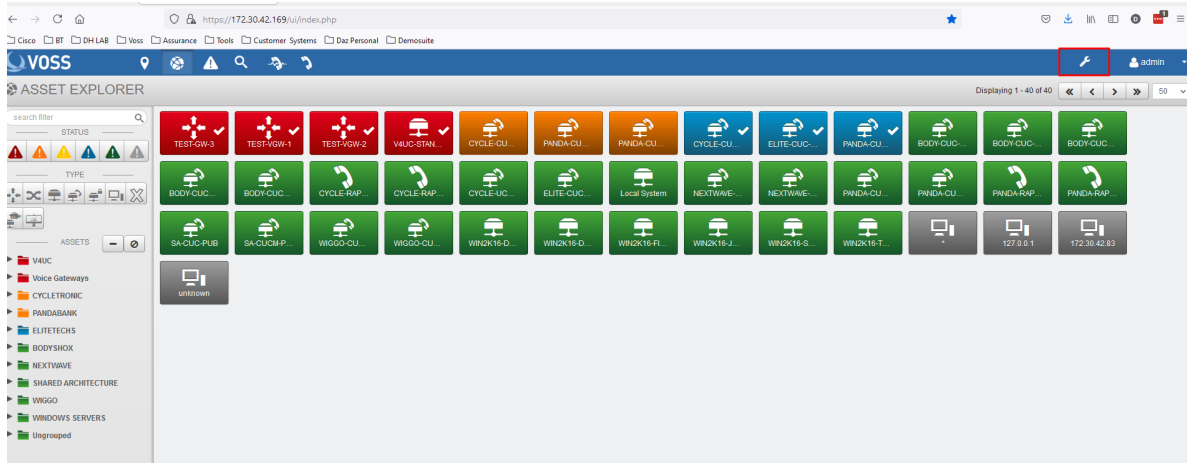 https://172.30.42.169/ui/index.php
Cisco BT DH LAB Voss Assurance Tools Customer Systems Daz Personal Demosuite
VOSS
admin
ASSET EXPLORER
Displaying 1 - 40 of 40
50
search filter
STATUS
TYPE
ASSETS
V4UC
Voice Gateways
CYCLETRONIC
PANDABANK
ELITETECHS
BODYSHOX
NEXTWAVE
SHARED ARCHITECTURE
WIGGO
WINDOWS SERVERS
Ungrouped
TEST-GW-3 TEST-VGW-1 TEST-VGW-2 V4UC-STAN... CYCLE-CU... PANDA-CU... PANDA-CU... CYCLE-CU... ELITE-CUC-... PANDA-CU... BODY-CUC-... BODY-CUC-... BODY-CUC...
BODY-CUC... BODY-CUC... CYCLE-RAP... CYCLE-RAP... CYCLE-UC... ELITE-CUC... Local System NEXTWAVE-... NEXTWAVE-... PANDA-CU... PANDA-CU... PANDA-RAP... PANDA-RAP...
SA-CUC-PUB SA-CUCM-P... WIGGO-CU... WIGGO-CU... WIN2K16-D... WIN2K16-D... WIN2K16-FI... WIN2K16-J... WIN2K16-S... WIN2K16-T... * 127.0.0.1 172.30.42.83
unknown